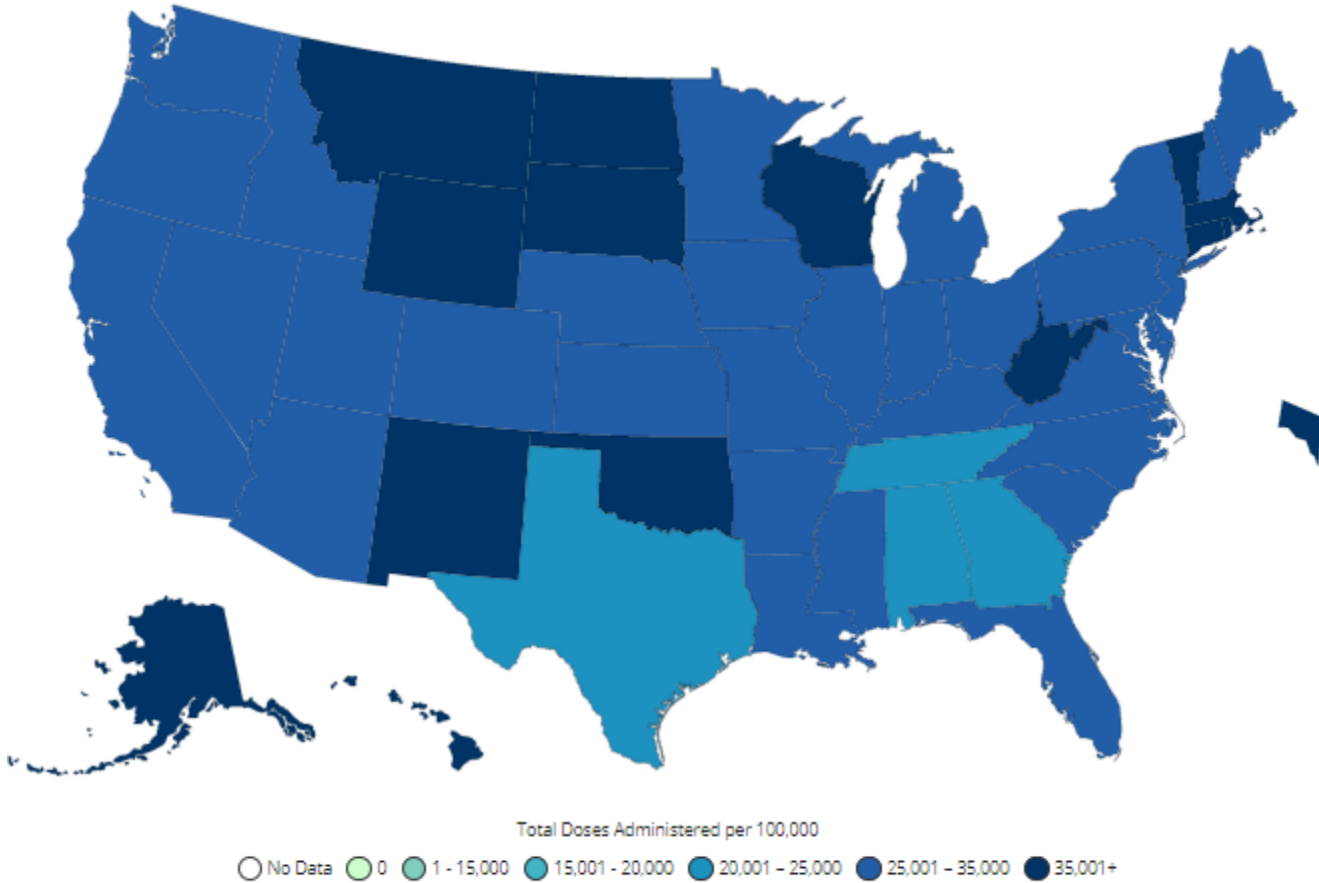 Total Doses Administered per 100,000
No Data 0 1 - 15,000 15,001 - 20,000 20,001 – 25,000 25,001 – 35,000 35,001+